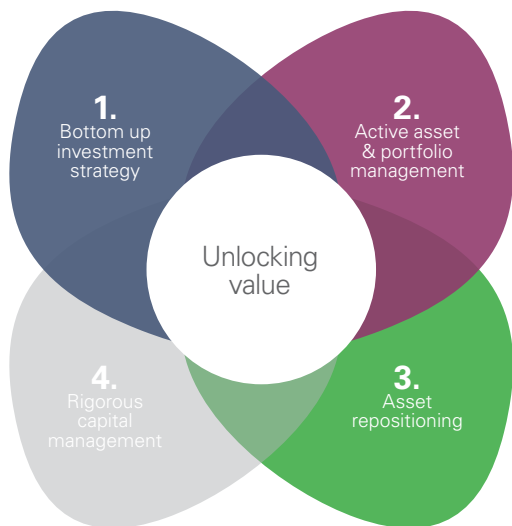 1.
Bottom up
investment
strategy
2.
Active asset
& portfolio
management
Unlocking
value
3.
Asset
repositioning
4.
Rigorous
capital
management